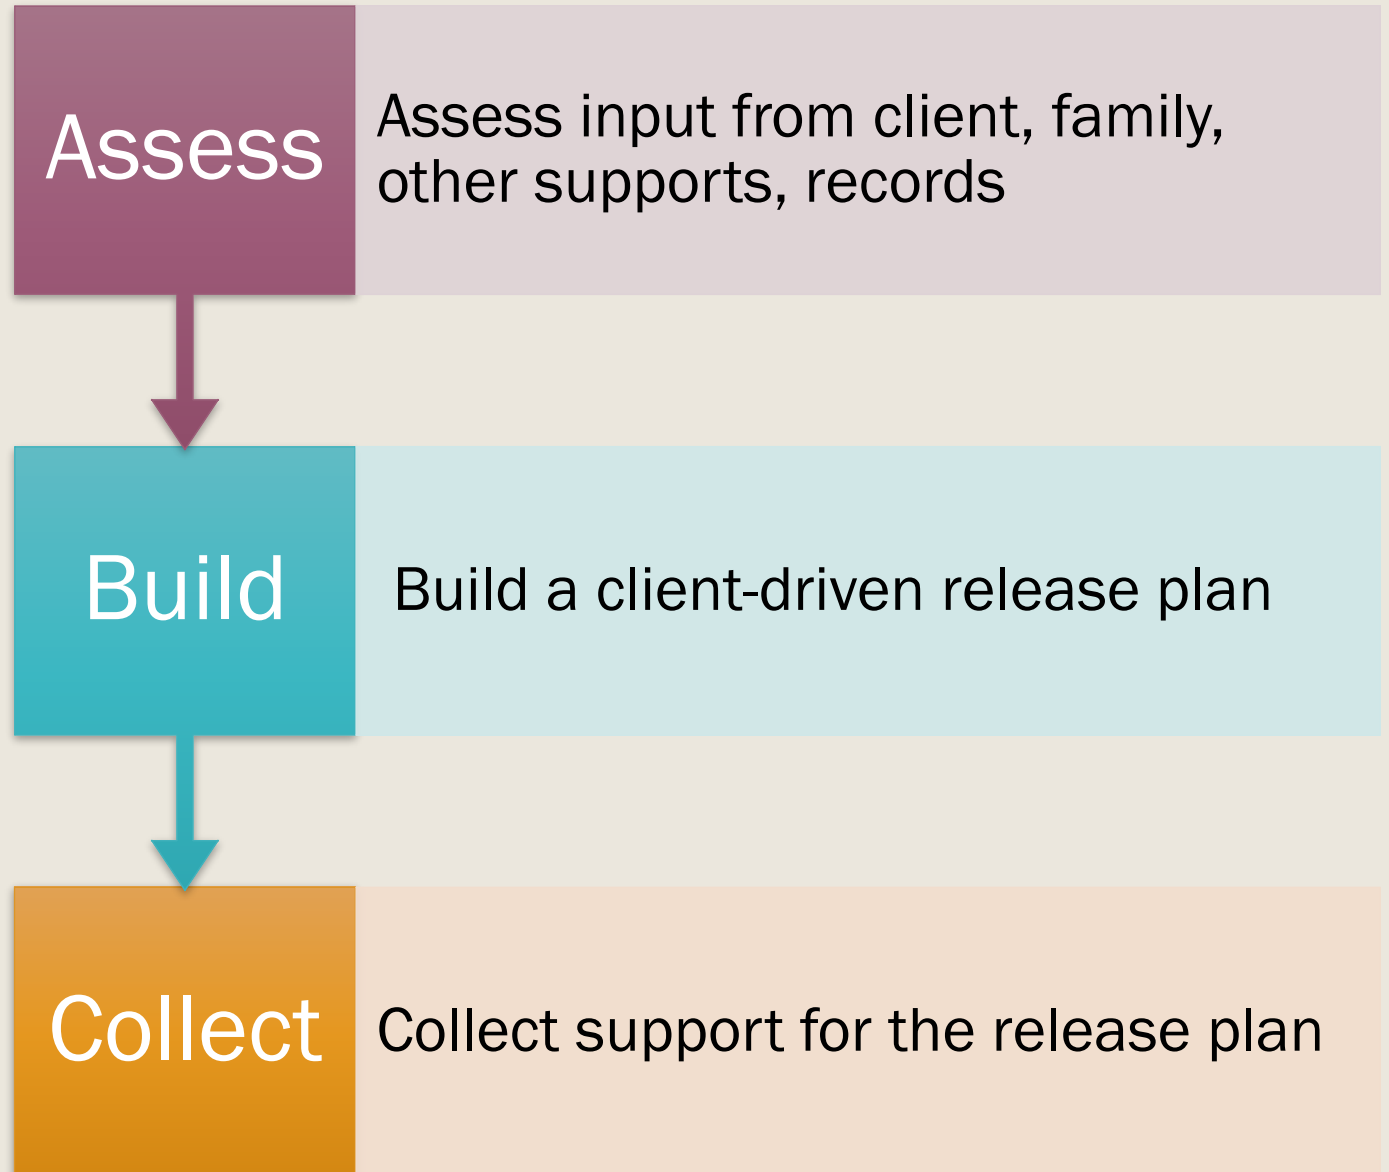 Assess
Assess input from client, family,
other supports, records
Build
Build a client-driven release plan
Collect
Collect support for the release plan